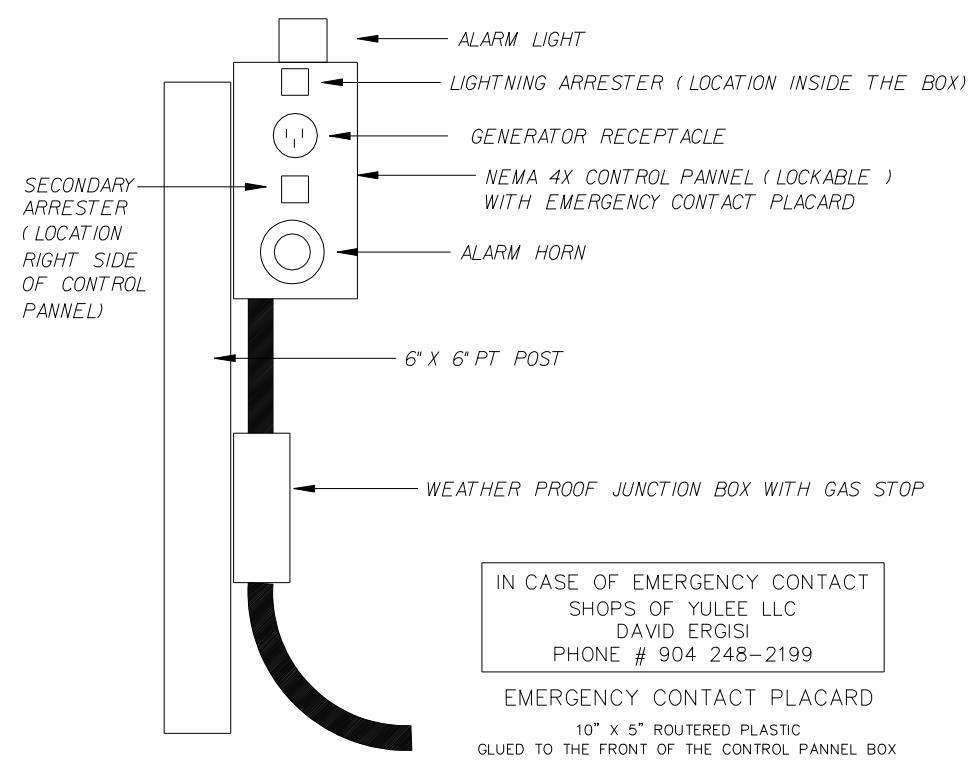 ALARM LIGHT
LIGHTNING ARRESTER (LOCATION INSIDE THE BOX)
GENERATOR RECEPTACLE
NEMA 4X CONTROL PANNEL (LOCKABLE )
WITH EMERGENCY CONTACT PLACARD
SECONDARY
ARRESTER
(LOCATION
RIGHT SIDE
OF CONTROL
PANNEL)
ALARM HORN
6" X 6" PT POST
WEATHER PROOF JUNCTION BOX WITH GAS STOP
IN CASE OF EMERGENCY CONTACT
SHOPS OF YULEE LLC
DAVID ERGISI
PHONE # 904 248-2199
EMERGENCY CONTACT PLACARD
10" X 5" ROUTERED PLASTIC
GLUED TO THE FRONT OF THE CONTROL PANNEL BOX